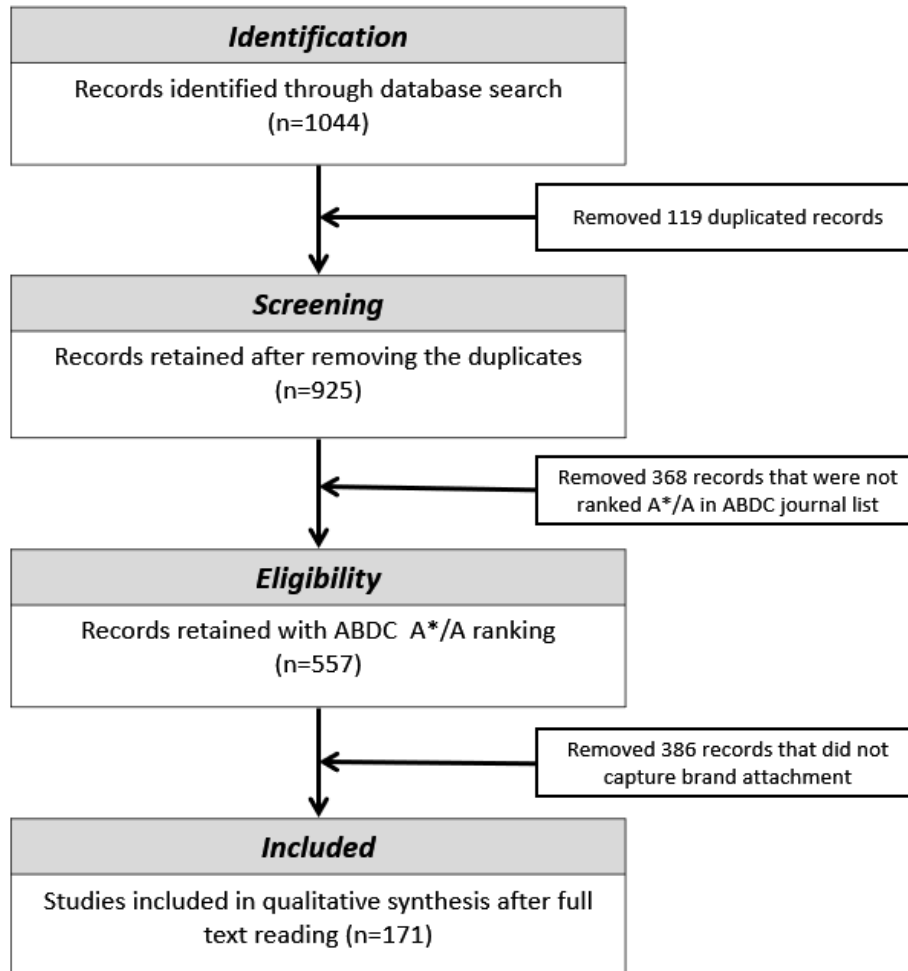 Identification
Records identified through database search
(n=1044)
Removed 119 duplicated records
Screening
Records retained after removing the duplicates
(n=925)
Removed 368 records that were not
ranked A*/A in ABDC journal list
Eligibility
Records retained with ABDC  A*/A ranking
(n=557)
Removed 386 records that did not
capture brand attachment
Included
Studies included in qualitative synthesis after full
text reading (n=171)